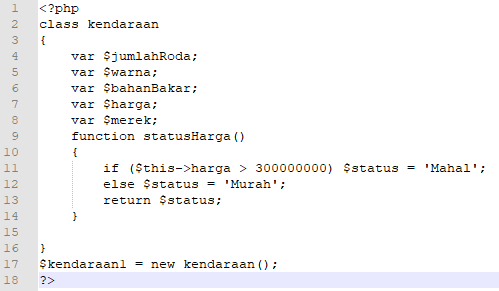 1 <?php
2 class kendaraan
3 {
4     var $jumlahRoda;
5     var $warna;
6     var $bahanBakar;
7     var $harga;
8     var $merek;
9     function statusHarga()
10     {
11         if ($this->harga > 300000000) $status = 'Mahal';
12         else $status = 'Murah';
13         return $status;
14     }
15
16 }
17 $kendaraan1 = new kendaraan();
18 ?>